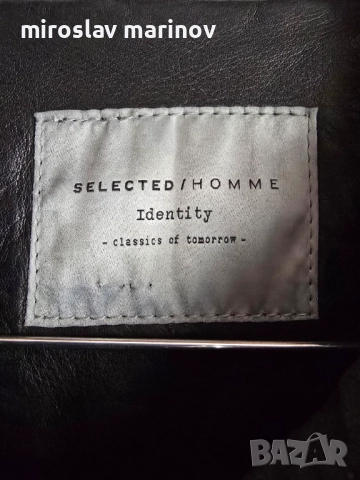 miroslav marinov
SELECTED/HOMME
Identity
- classics of tomorrow -
BAZAR